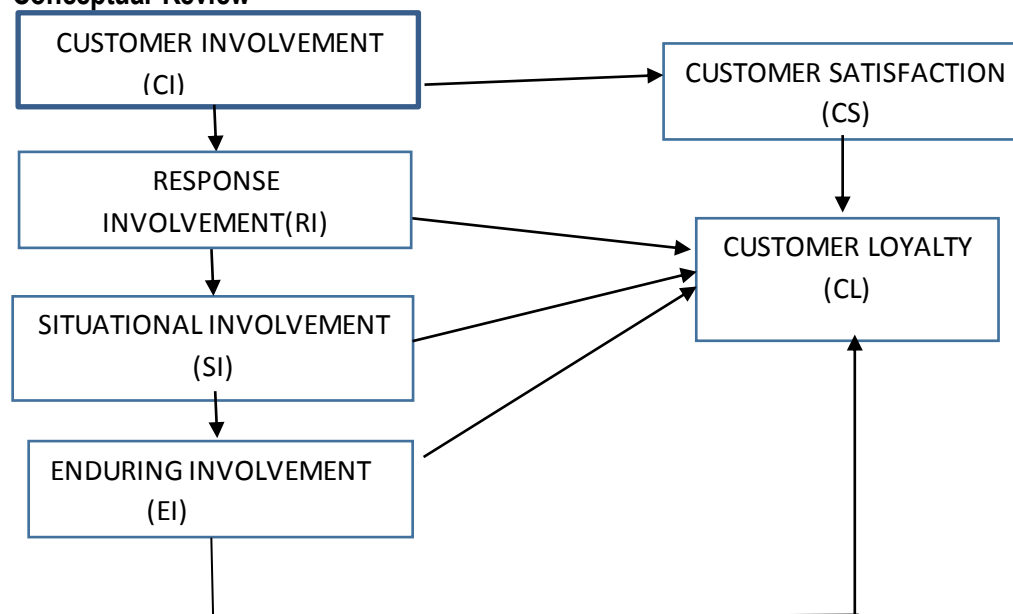 Conceptual Review
CUSTOMER INVOLVEMENT
(CI)
CUSTOMER SATISFACTION
(CS)
RESPONSE
INVOLVEMENT(RI)
CUSTOMER LOYALTY
(CL)
SITUATIONAL INVOLVEMENT
(SI)
ENDURING INVOLVEMENT
(EI)